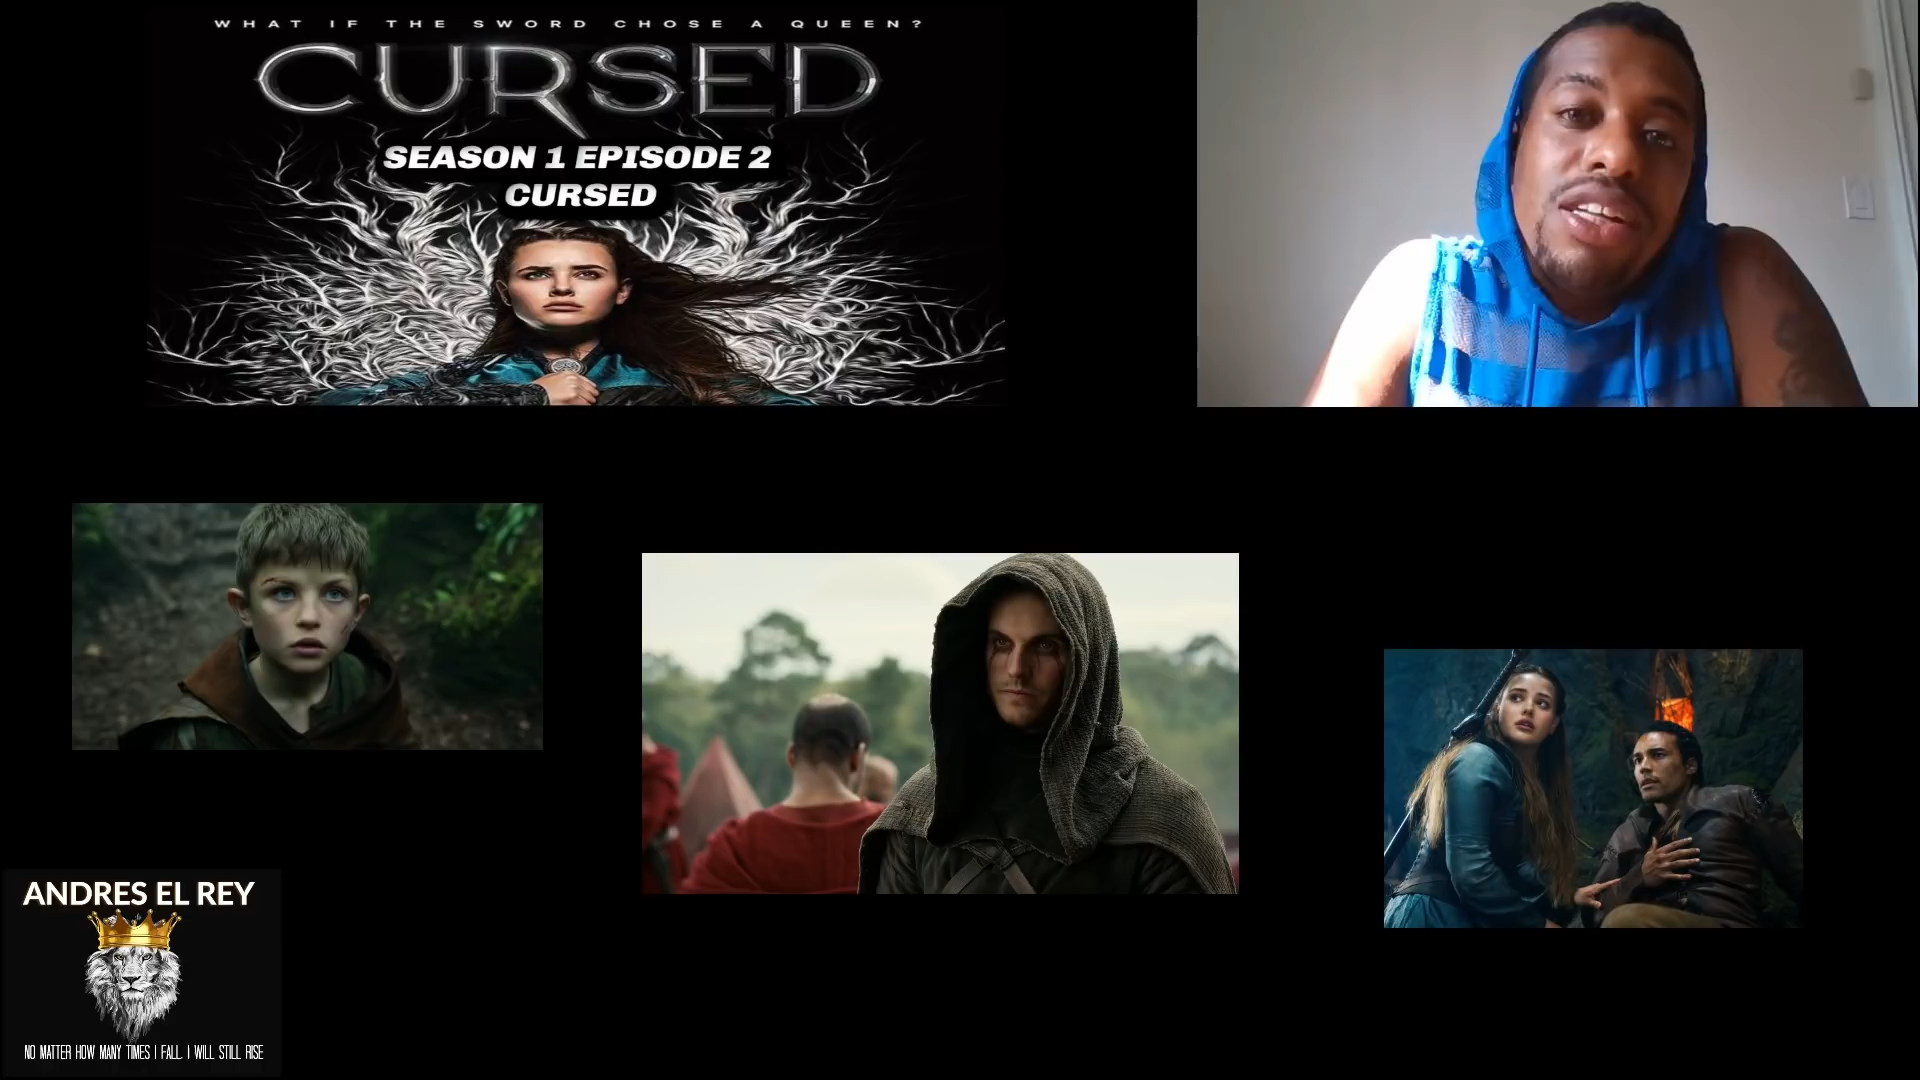 WHAT IF THE SWORD CHOSE A QUEEN?
CURSED
SEASON 1 EPISODE 2
CURSED
ANDRES EL REY
NO MATTER HOW MANY TIMES I FALL. I WILL STILL RISE